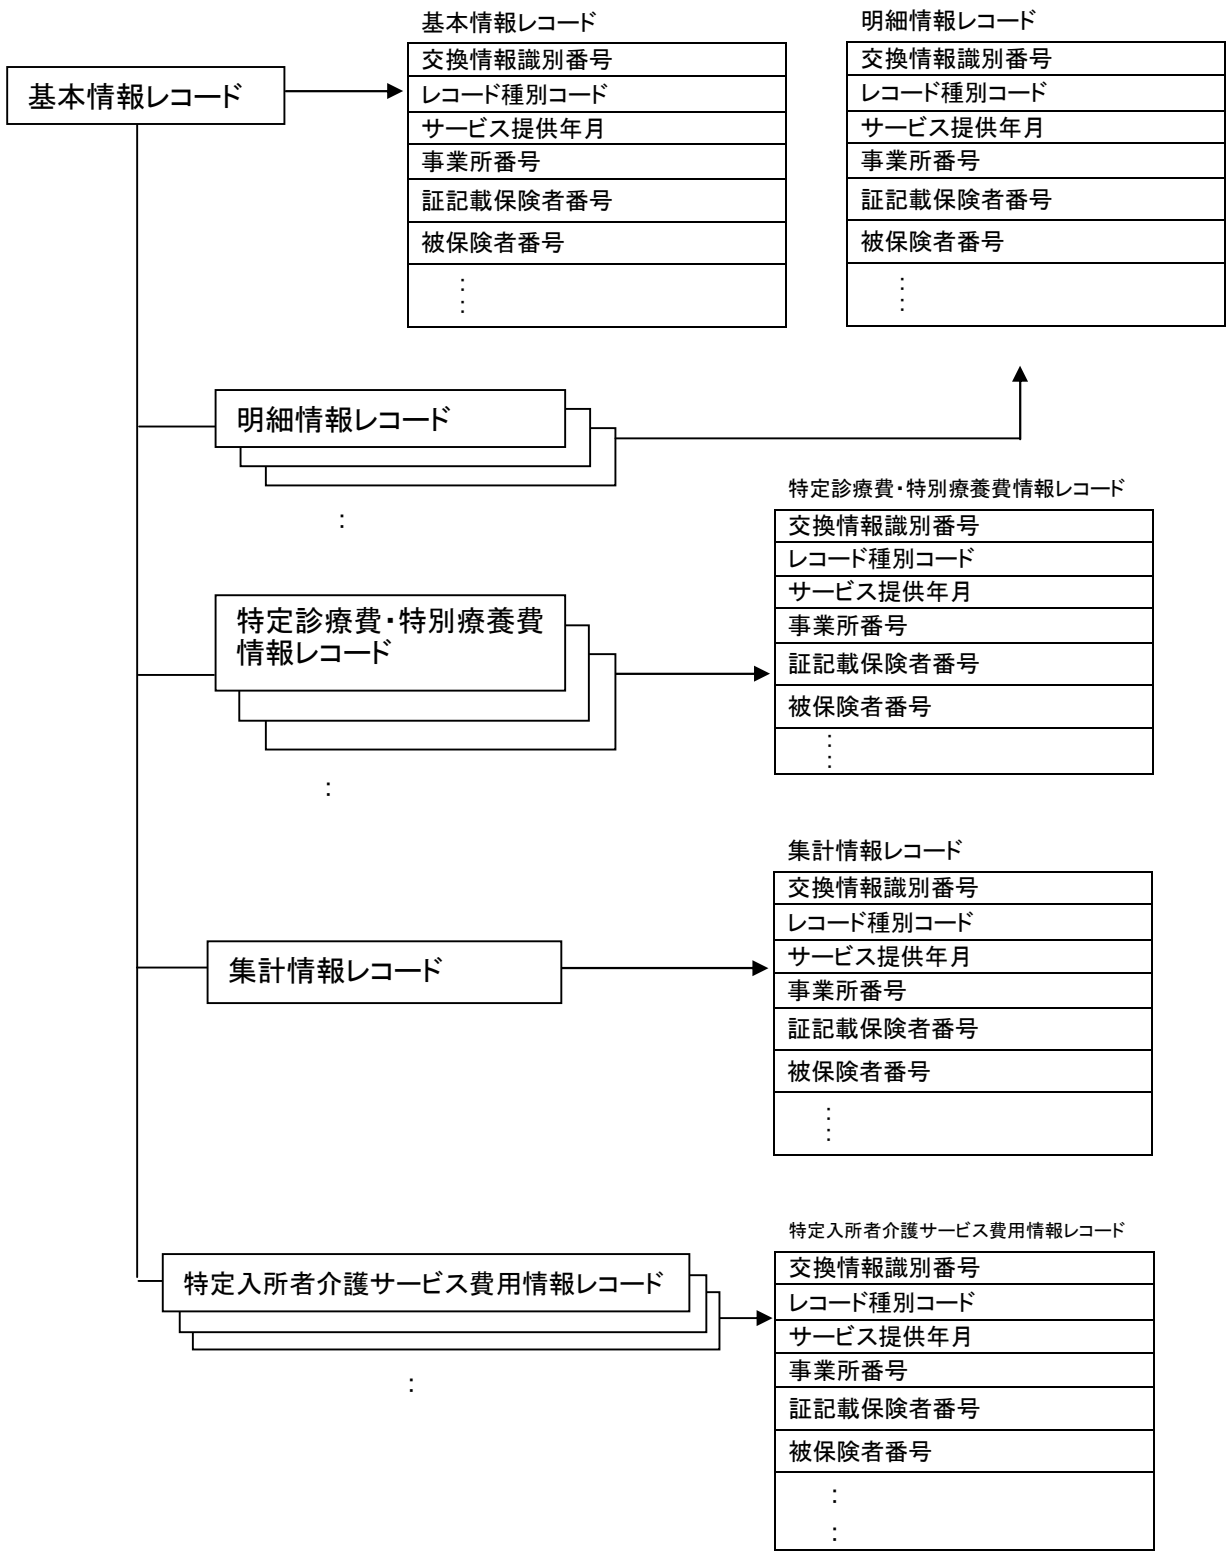 基本情報レコード
基本情報レコード
交換情報識別番号
レコード種別コード
サービス提供年月
事業所番号
証記載保険者番号
被保険者番号
：
：
明細情報レコード
交換情報識別番号
レコード種別コード
サービス提供年月
事業所番号
証記載保険者番号
被保険者番号
：
：
明細情報レコード
：
特定診療費・特別療養費
情報レコード
：
特定診療費・特別療養費情報レコード
交換情報識別番号
レコード種別コード
サービス提供年月
事業所番号
証記載保険者番号
被保険者番号
：
：
集計情報レコード
集計情報レコード
交換情報識別番号
レコード種別コード
サービス提供年月
事業所番号
証記載保険者番号
被保険者番号
：
：
特定入所者介護サービス費用情報レコード
：
特定入所者介護サービス費用情報レコード
交換情報識別番号
レコード種別コード
サービス提供年月
事業所番号
証記載保険者番号
被保険者番号
：
：